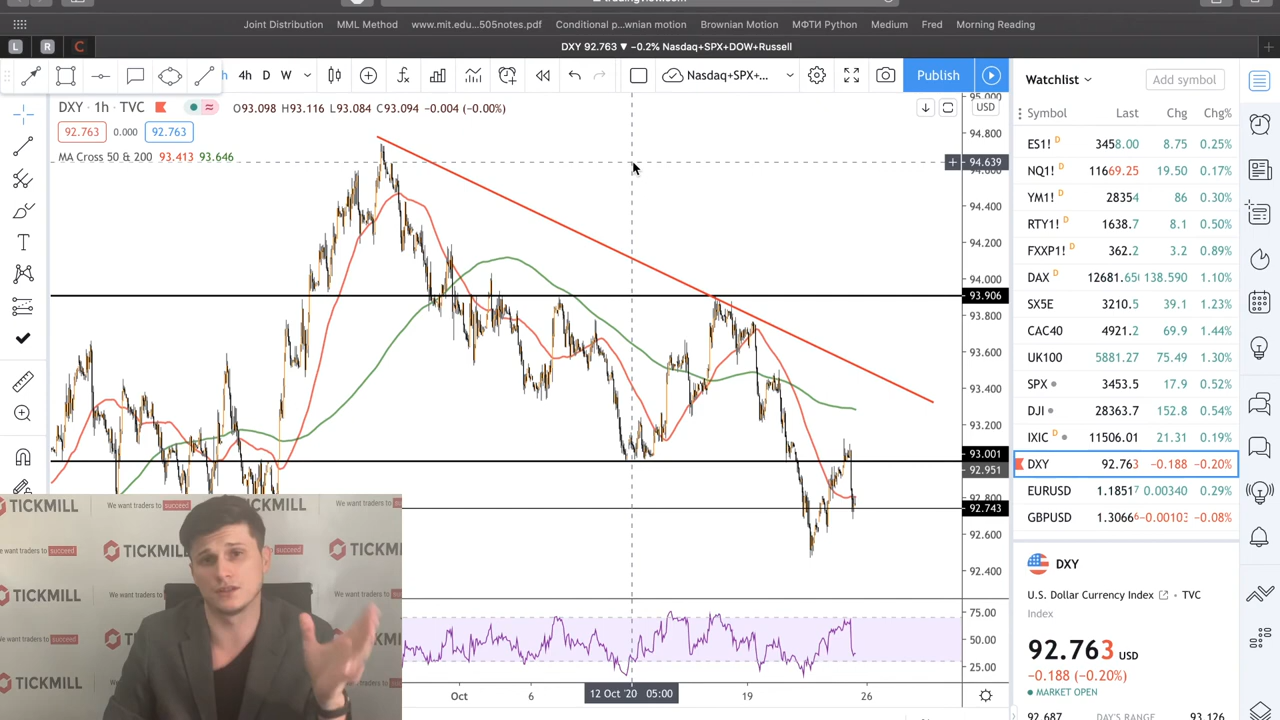 Joint Distribution MML Method www.mit.edu...505notes.pdf Conditional p...wnian motion Brownian Motion МФТИ Python Medium Fred Morning Reading
L R C DXY 92.763 ▼ −0.2% Nasdaq+SPX+DOW+Russell
h 4h D W Nasdaq+SPX+... Publish
Watchlist Add symbol
DXY · 1h · TVC O93.099 H93.116 L93.084 C93.094 −0.004 (−0.00%)
92.763 0.000 92.763
MA Cross 50 & 200 93.413 93.646
95.000
USD
94.800
94.639
94.600
94.400
94.200
94.000
93.906
93.800
93.600
93.400
93.200
93.001
92.951
92.800
92.743
92.600
92.400
75.00
50.00
25.00
Oct 6 12 Oct '20 05:00 19 26
Symbol Last Chg Chg%
ES1! D 3458.00 8.75 0.25%
NQ1! D 11669.25 19.50 0.17%
YM1! D 28354 86 0.30%
RTY1! D 1638.7 8.1 0.50%
FXXP1! D 362.2 3.2 0.89%
DAX D 12681.65 138.590 1.10%
SX5E 3210.5 39.1 1.23%
CAC40 4921.2 69.9 1.44%
UK100 5881.27 75.49 1.30%
SPX 3453.5 17.9 0.52%
DJI 28363.7 152.8 0.54%
IXIC D 11506.01 21.31 0.19%
DXY 92.763 −0.188 −0.20%
EURUSD 1.18517 0.00340 0.29%
GBPUSD 1.30666 −0.00103 −0.08%
DXY
U.S. Dollar Currency Index • TVC
Index
92.763 USD
−0.188 (−0.20%)
MARKET OPEN
92.687 DAY'S RANGE 93.126
TICKMILL
We want traders to succeed
TICKMILL
We want traders to succeed
TICKMILL
TICKMILL